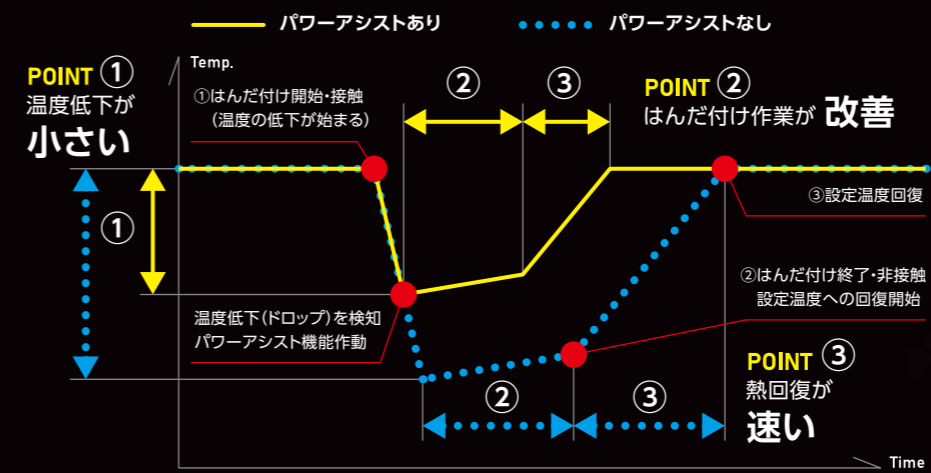 パワーアシストあり
パワーアシストなし
POINT ①
温度低下が
小さい
Temp.
①はんだ付け開始・接触
（温度の低下が始まる）
②
③
POINT ②
はんだ付け作業が 改善
①
③設定温度回復
温度低下（ドロップ）を検知
パワーアシスト機能作動
②はんだ付け終了・非接触
設定温度への回復開始
②
③
POINT ③
熱回復が
速い
Time